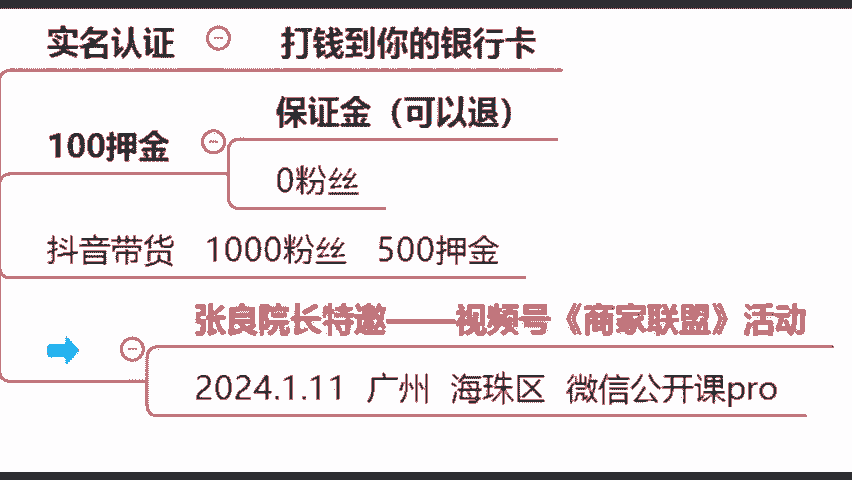 实名认证 打钱到你的银行卡
保证金（可以退）
100押金
0粉丝
抖音带货 1000粉丝 500押金
张良院长特邀——视频号《商家联盟》活动
2024.1.11 广州 海珠区 微信公开课pro